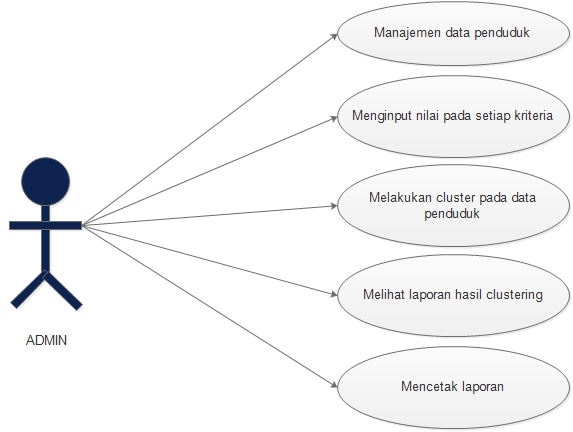 Manajemen data penduduk
Menginput nilai pada setiap kriteria
Melakukan cluster pada data
penduduk
Melihat laporan hasil clustering
Mencetak laporan
ADMIN